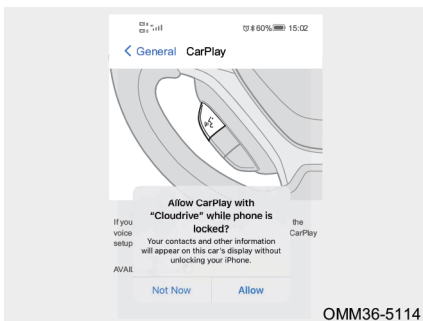 60% 15:02
General CarPlay
Allow CarPlay with
“Cloudrive” while phone is
locked?
Your contacts and other information
will appear on this car's display without
unlocking your iPhone.
Not Now Allow
If you the
voice CarPlay
setup
AVAIL
OMM36-5114